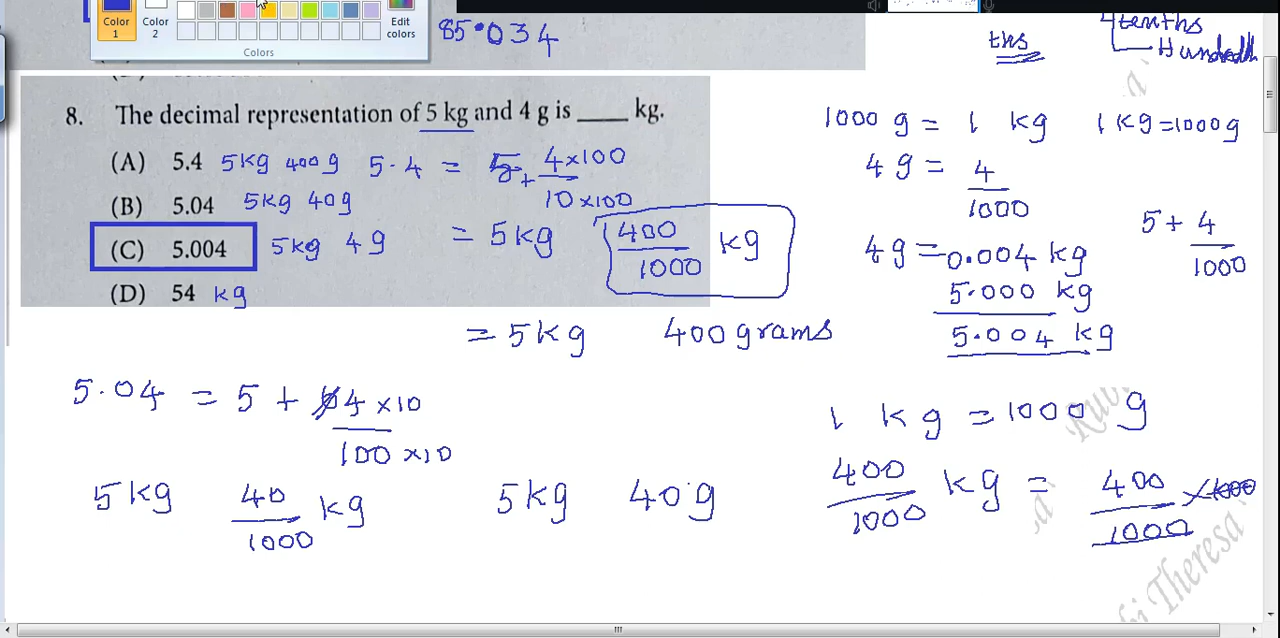 Color 1
Color 2
Edit colors
Colors
85.034
ths
4 tenths
Hundredth
8. The decimal representation of 5 kg and 4 g is ____ kg.
(A) 5.4 5kg 400g 5.4 = 5 + 4×100
10×100
(B) 5.04 5kg 40g
(C) 5.004 5kg 4g = 5kg 400/1000 kg
(D) 54 kg
= 5kg 400 grams
1000 g = 1 kg 1 kg=1000g
4 g = 4/1000
4 g = 0.004 kg
5.000 kg
5.004 kg
5 + 4/1000
5.04 = 5 + 4×10
100×10
5kg 40/1000 kg 5kg 40g
1 kg = 1000 g
400/1000 kg = 400/1000 ×1000
Theresa